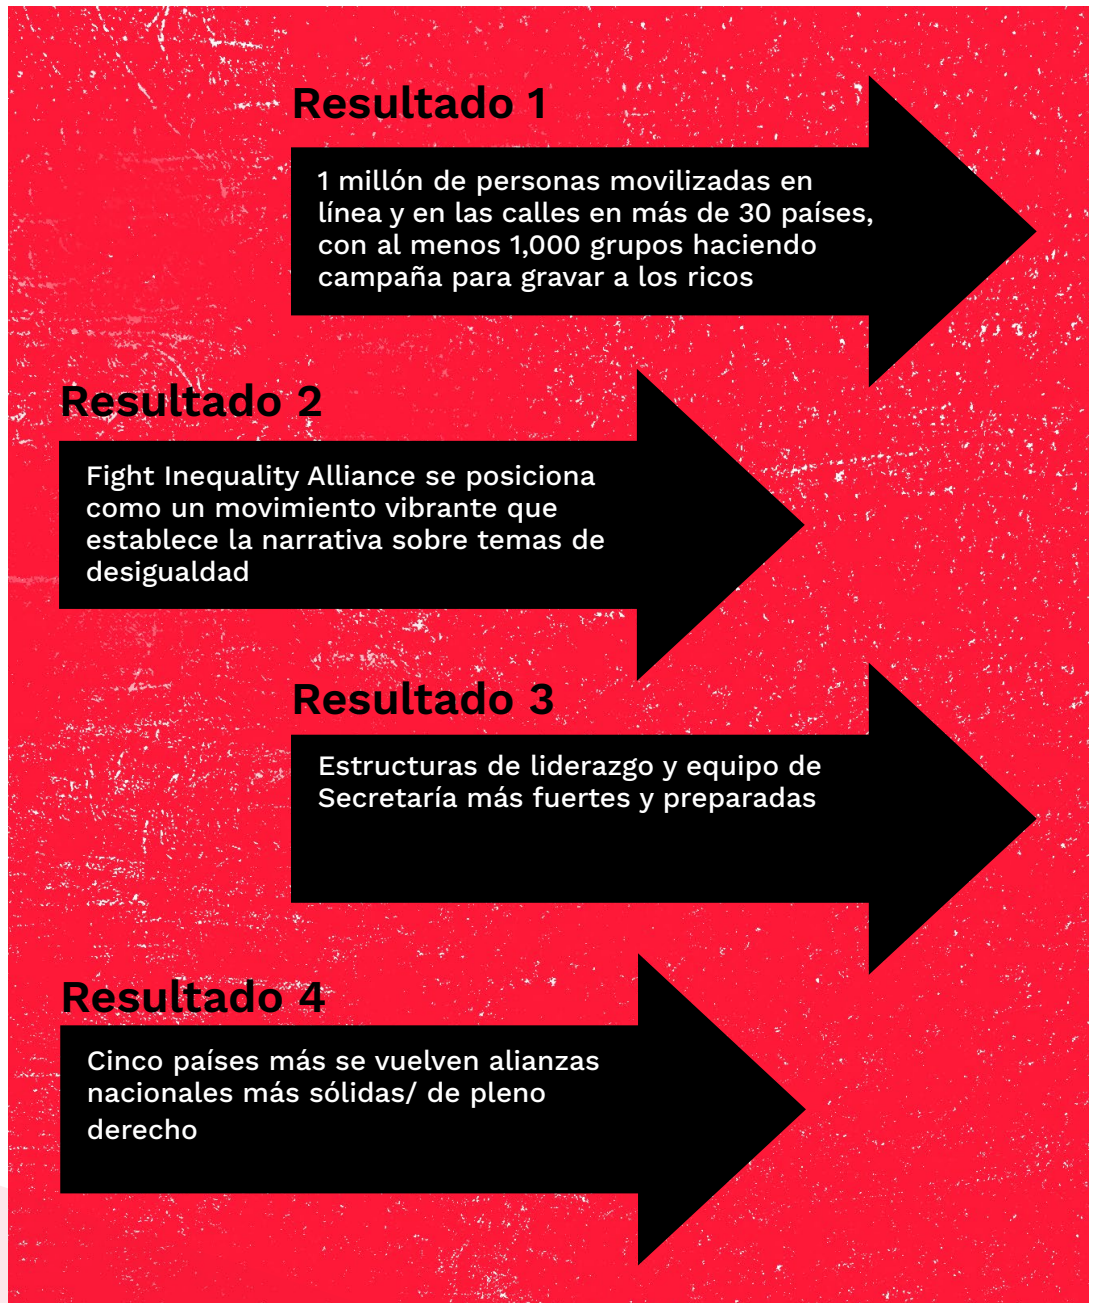 Resultado 1
1 millón de personas movilizadas en
línea y en las calles en más de 30 países,
con al menos 1,000 grupos haciendo
campaña para gravar a los ricos
Resultado 2
Fight Inequality Alliance se posiciona
como un movimiento vibrante que
establece la narrativa sobre temas de
desigualdad
Resultado 3
Estructuras de liderazgo y equipo de
Secretaría más fuertes y preparadas
Resultado 4
Cinco países más se vuelven alianzas
nacionales más sólidas/ de pleno
derecho